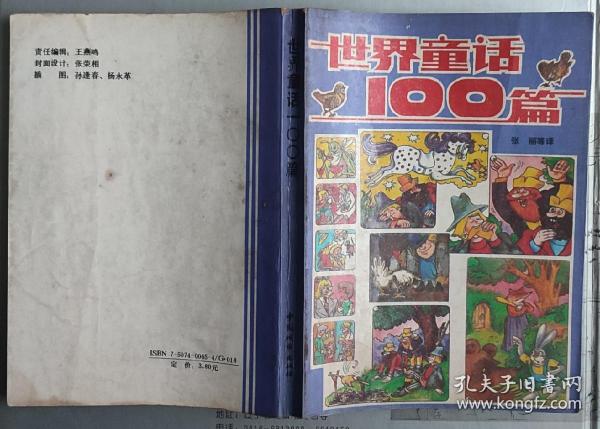 责任编辑：王燕鸣
封面设计：张荣相
插 图：孙逢春、杨永革
ISBN 7-5074-0065-4/G·018
定 价：3.80元
世界童话100篇
世界童话
100篇
张 丽等译
孔夫子旧书网
www.kongfz.com